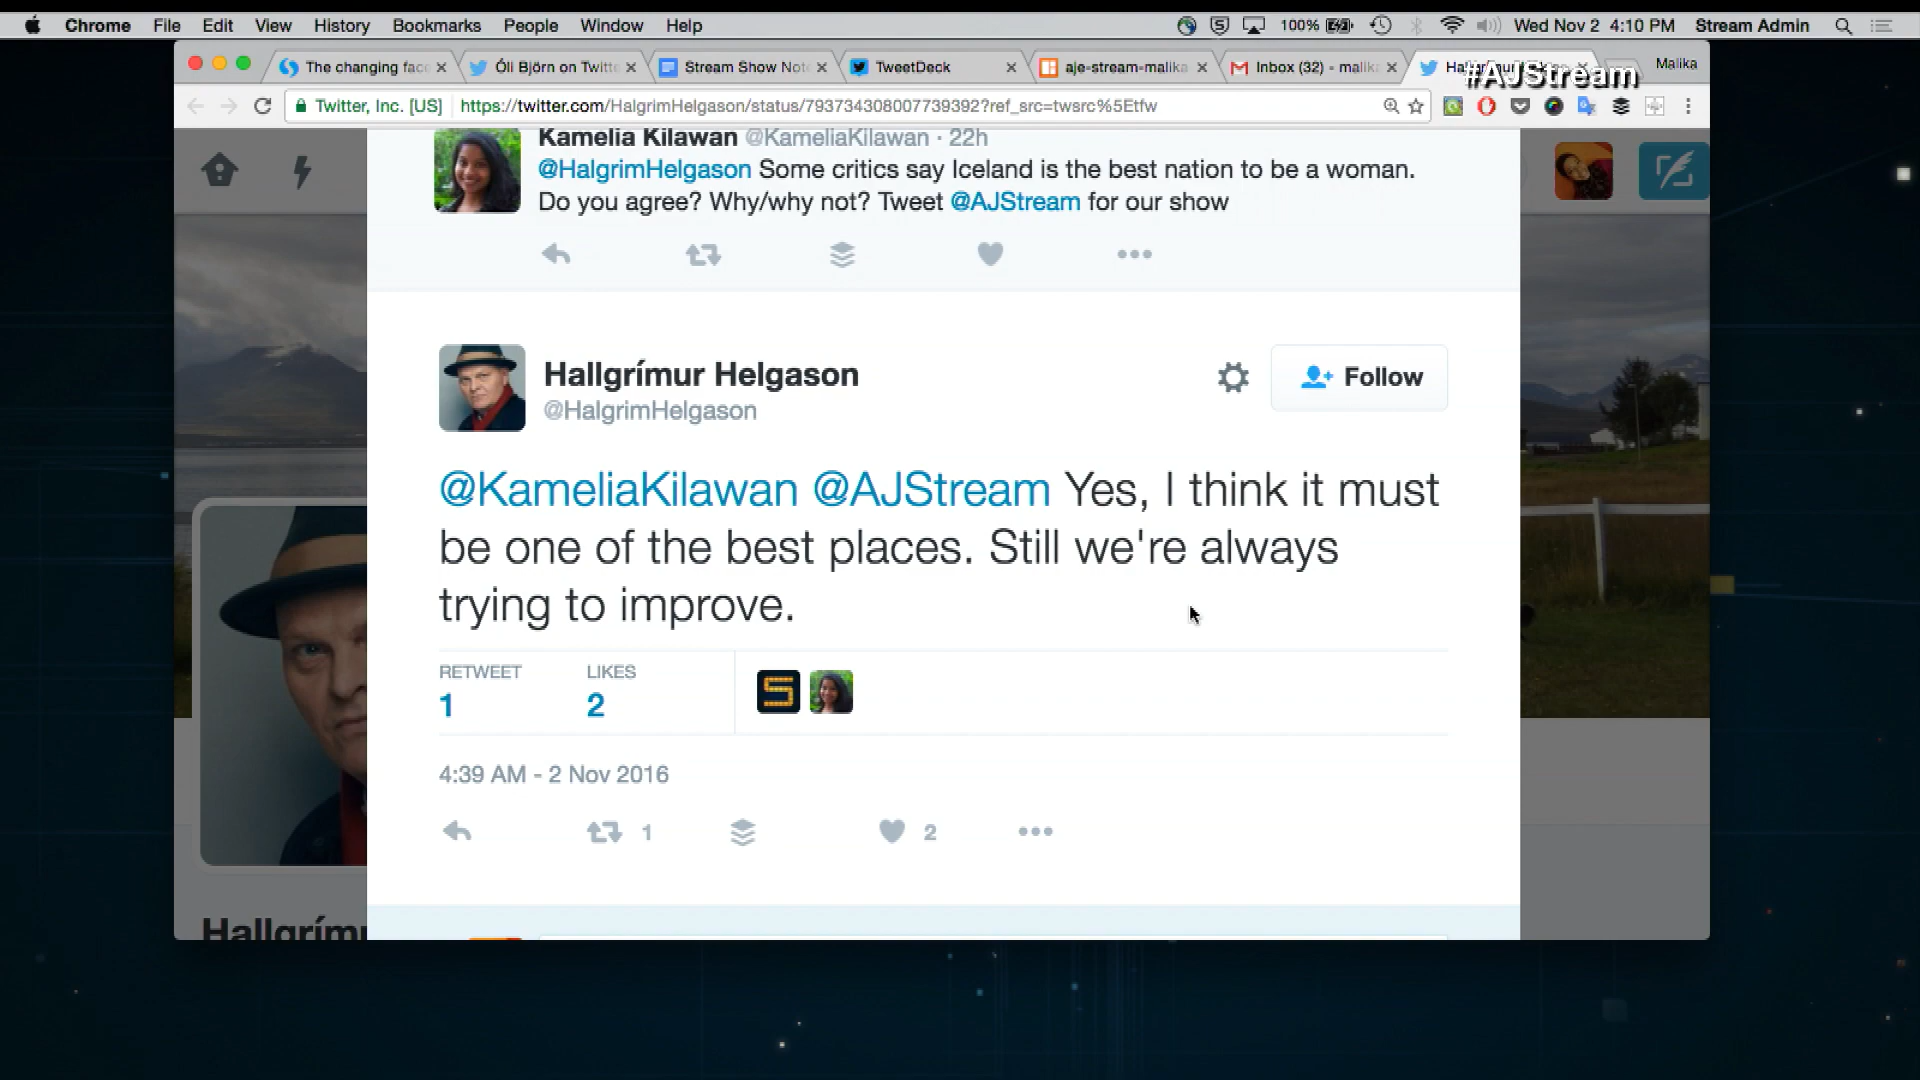 Chrome File Edit View History Bookmarks People Window Help 100% Wed Nov 2 4:10 PM Stream Admin
The changing face Óli Björn on Twitte Stream Show Not TweetDeck aje-stream-malika Inbox (32) - malik Malika
#AJStream
Twitter, Inc. [US] https://twitter.com/HalgrimHelgason/status/793734308007739392?ref_src=twsrc%5Etfw
Kamelia Kilawan @KameliaKilawan · 22h
@HalgrimHelgason Some critics say Iceland is the best nation to be a woman.
Do you agree? Why/why not? Tweet @AJStream for our show
Hallgrímur Helgason
@HalgrimHelgason
Follow
@KameliaKilawan @AJStream Yes, I think it must
be one of the best places. Still we're always
trying to improve.
RETWEET LIKES
1 2
S
4:39 AM - 2 Nov 2016
1 2
Hallgrím